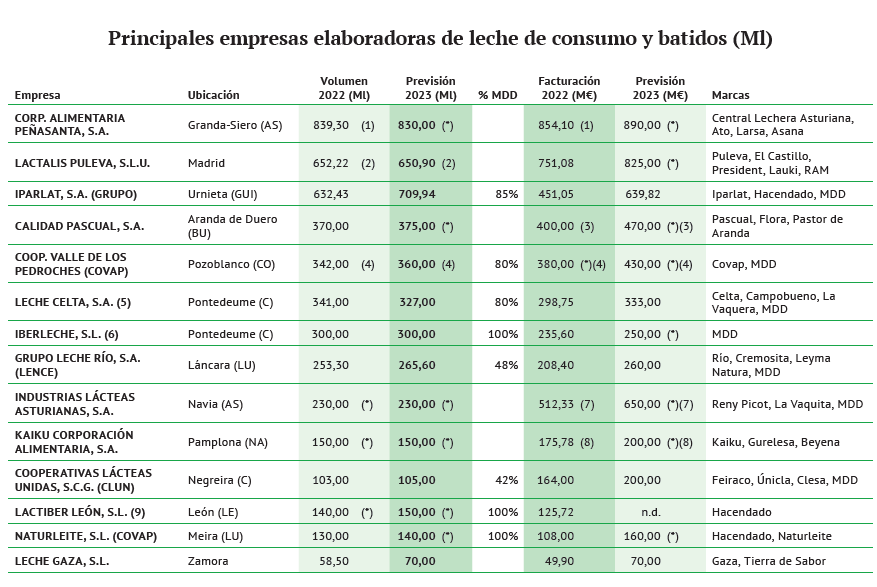 Principales empresas elaboradoras de leche de consumo y batidos (Ml)
Empresa Ubicación Volumen 2022 (Ml) Previsión 2023 (Ml) % MDD Facturación 2022 (M€) Previsión 2023 (M€) Marcas
CORP. ALIMENTARIA PEÑASANTA, S.A. Granda-Siero (AS) 839,30 (1) 830,00 (*) 854,10 (1) 890,00 (*) Central Lechera Asturiana, Ato, Larsa, Asana
LACTALIS PULEVA, S.L.U. Madrid 652,22 (2) 650,90 (2) 751,08 825,00 (*) Puleva, El Castillo, President, Lauki, RAM
IPARLAT, S.A. (GRUPO) Urnieta (GUI) 632,43 709,94 85% 451,05 639,82 Iparlat, Hacendado, MDD
CALIDAD PASCUAL, S.A. Aranda de Duero (BU) 370,00 375,00 (*) 400,00 (3) 470,00 (*)(3) Pascual, Flora, Pastor de Aranda
COOP. VALLE DE LOS PEDROCHES (COVAP) Pozoblanco (CO) 342,00 (4) 360,00 (4) 80% 380,00 (*)(4) 430,00 (*)(4) Covap, MDD
LECHE CELTA, S.A. (5) Pontedeume (C) 341,00 327,00 80% 298,75 333,00 Celta, Campobueno, La Vaquera, MDD
IBERLECHE, S.L. (6) Pontedeume (C) 300,00 300,00 100% 235,60 250,00 (*) MDD
GRUPO LECHE RÍO, S.A. (LENCE) Láncara (LU) 253,30 265,60 48% 208,40 260,00 Río, Cremosita, Leyma Natura, MDD
INDUSTRIAS LÁCTEAS ASTURIANAS, S.A. Navia (AS) 230,00 (*) 230,00 (*) 512,33 (7) 650,00 (*)(7) Reny Picot, La Vaquita, MDD
KAIKU CORPORACIÓN ALIMENTARIA, S.A. Pamplona (NA) 150,00 (*) 150,00 (*) 175,78 (8) 200,00 (*)(8) Kaiku, Gurelesa, Beyena
COOPERATIVAS LÁCTEAS UNIDAS, S.C.G. (CLUN) Negreira (C) 103,00 105,00 42% 164,00 200,00 Feiraco, Únicla, Clesa, MDD
LACTIBER LEÓN, S.L. (9) León (LE) 140,00 (*) 150,00 (*) 100% 125,72 n.d. Hacendado
NATURLEITE, S.L. (COVAP) Meira (LU) 130,00 140,00 (*) 100% 108,00 160,00 (*) Hacendado, Naturleite
LECHE GAZA, S.L. Zamora 58,50 70,00 49,90 70,00 Gaza, Tierra de Sabor